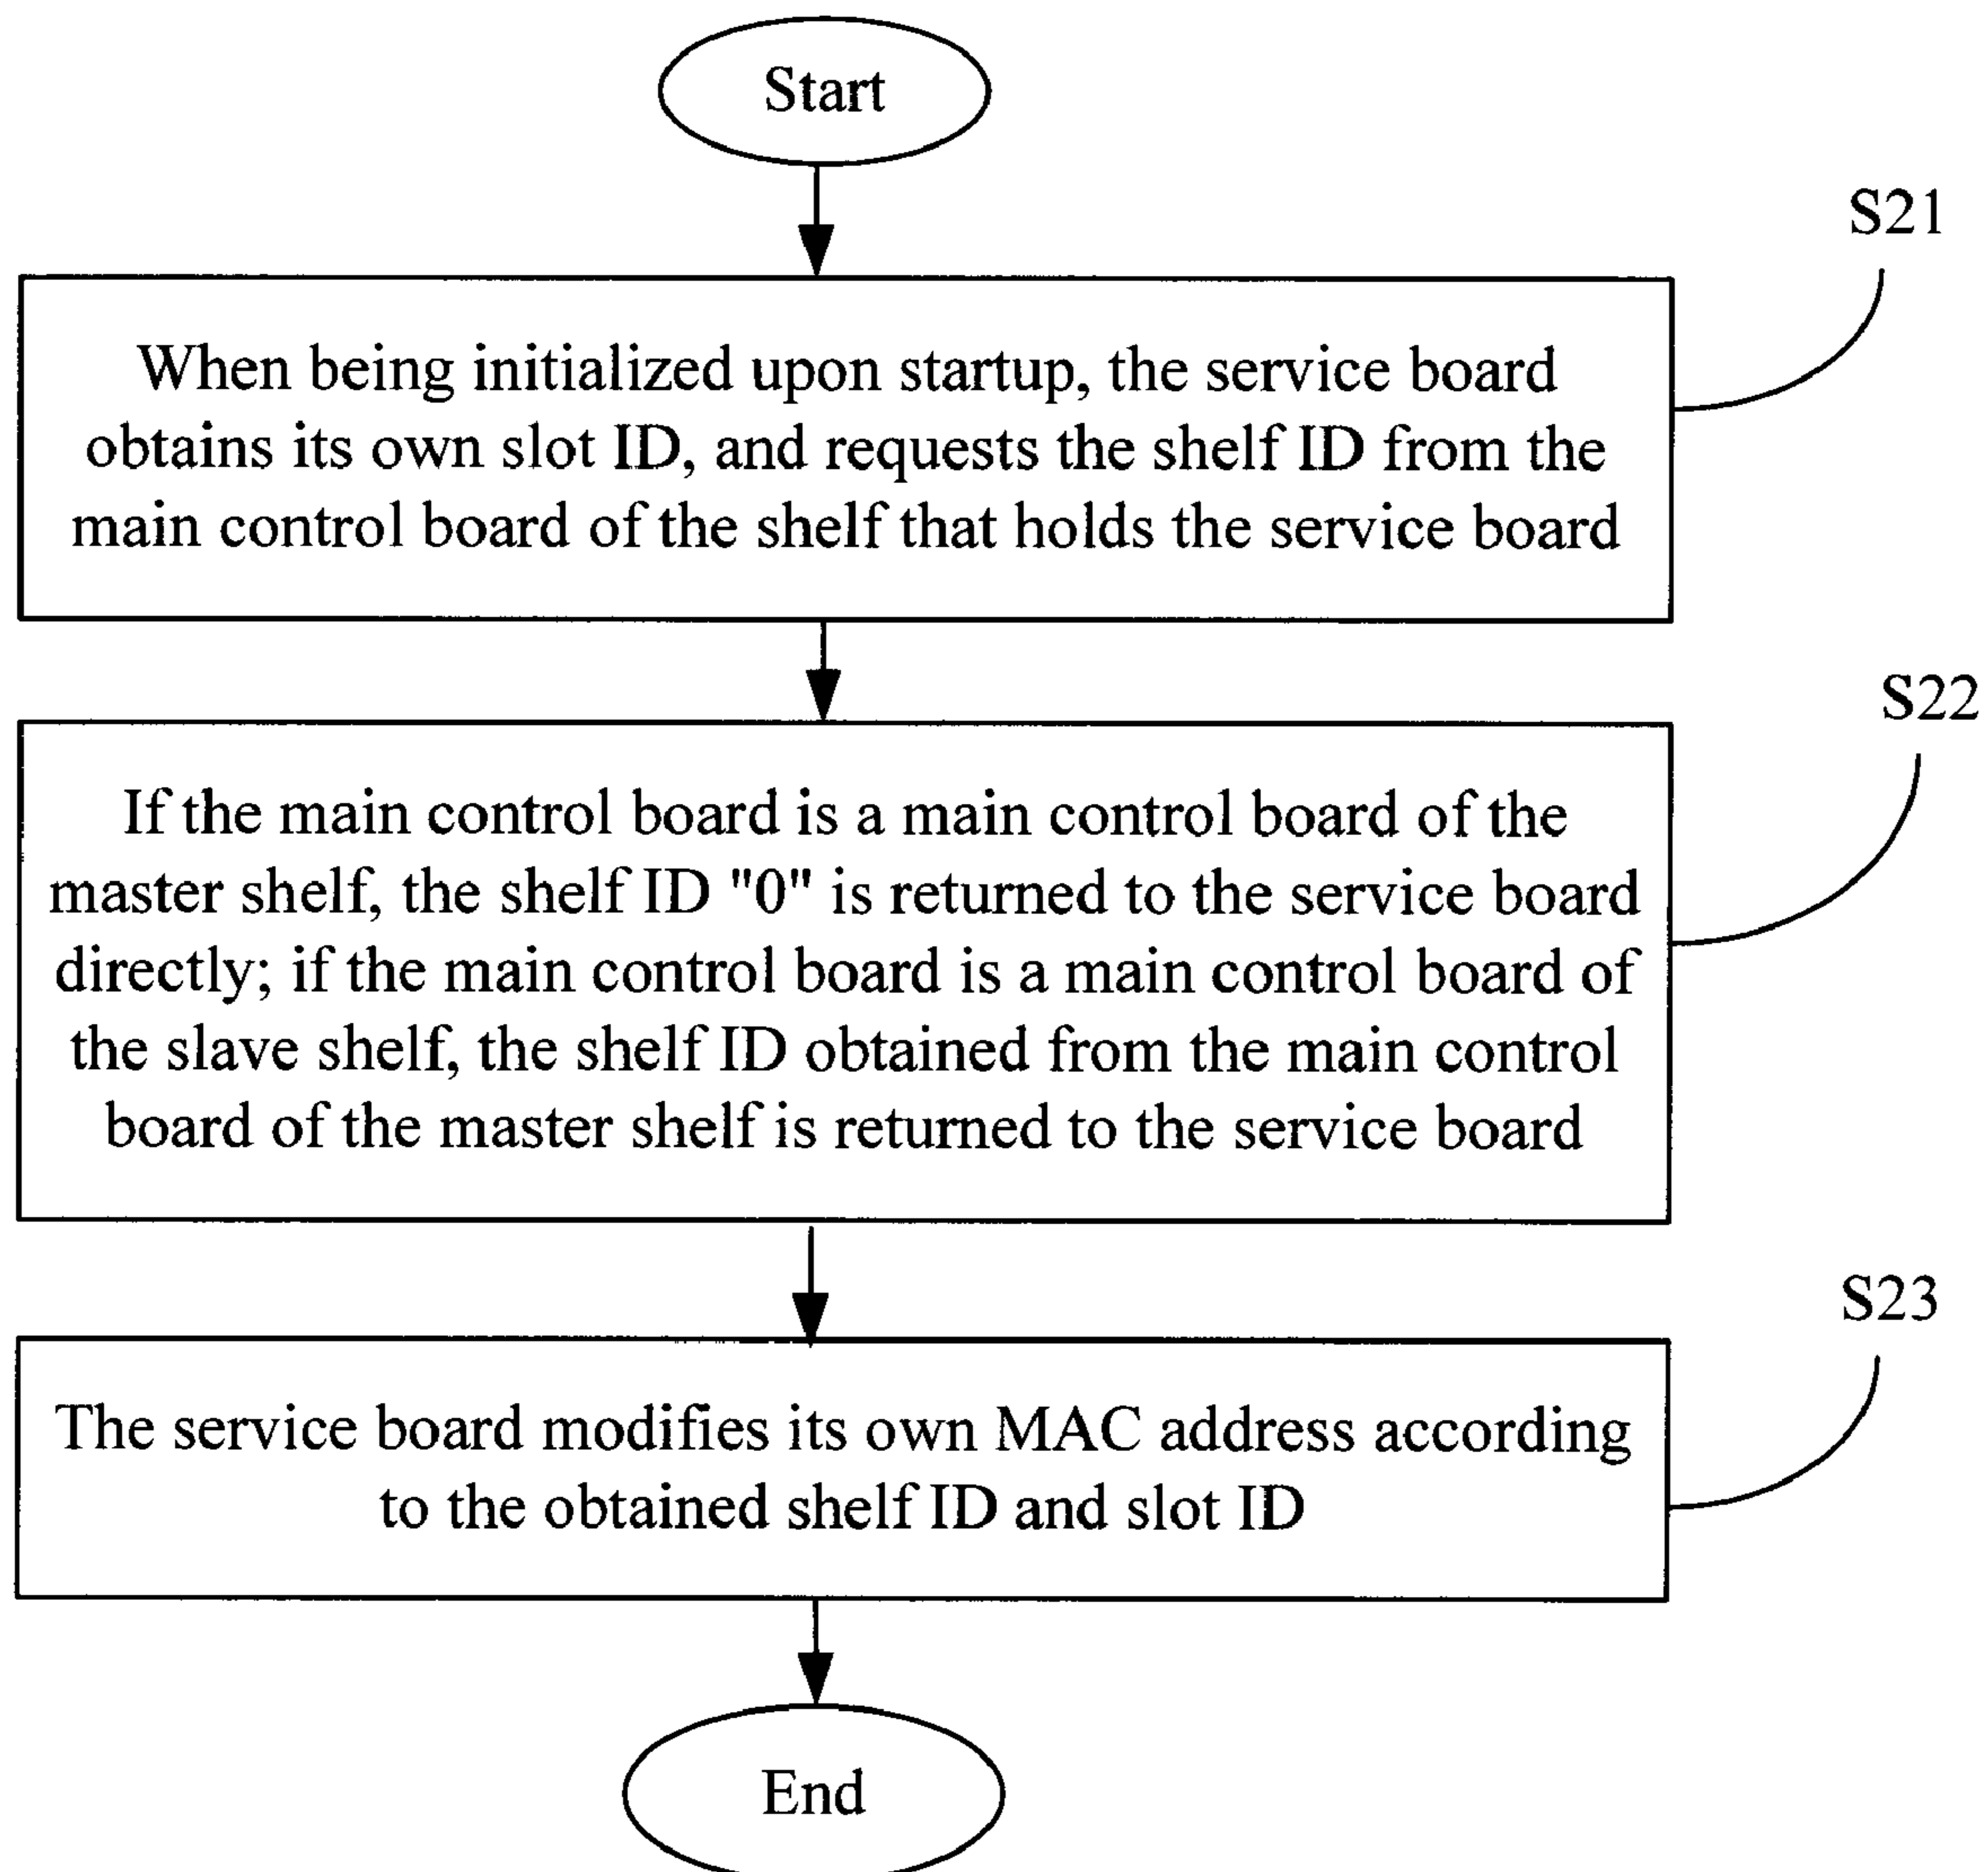 Start
S21
When being initialized upon startup, the service board
obtains its own slot ID, and requests the shelf ID from the
main control board of the shelf that holds the service board
S22
If the main control board is a main control board of the
master shelf, the shelf ID "0" is returned to the service board
directly; if the main control board is a main control board of
the slave shelf, the shelf ID obtained from the main control
board of the master shelf is returned to the service board
S23
The service board modifies its own MAC address according
to the obtained shelf ID and slot ID
End